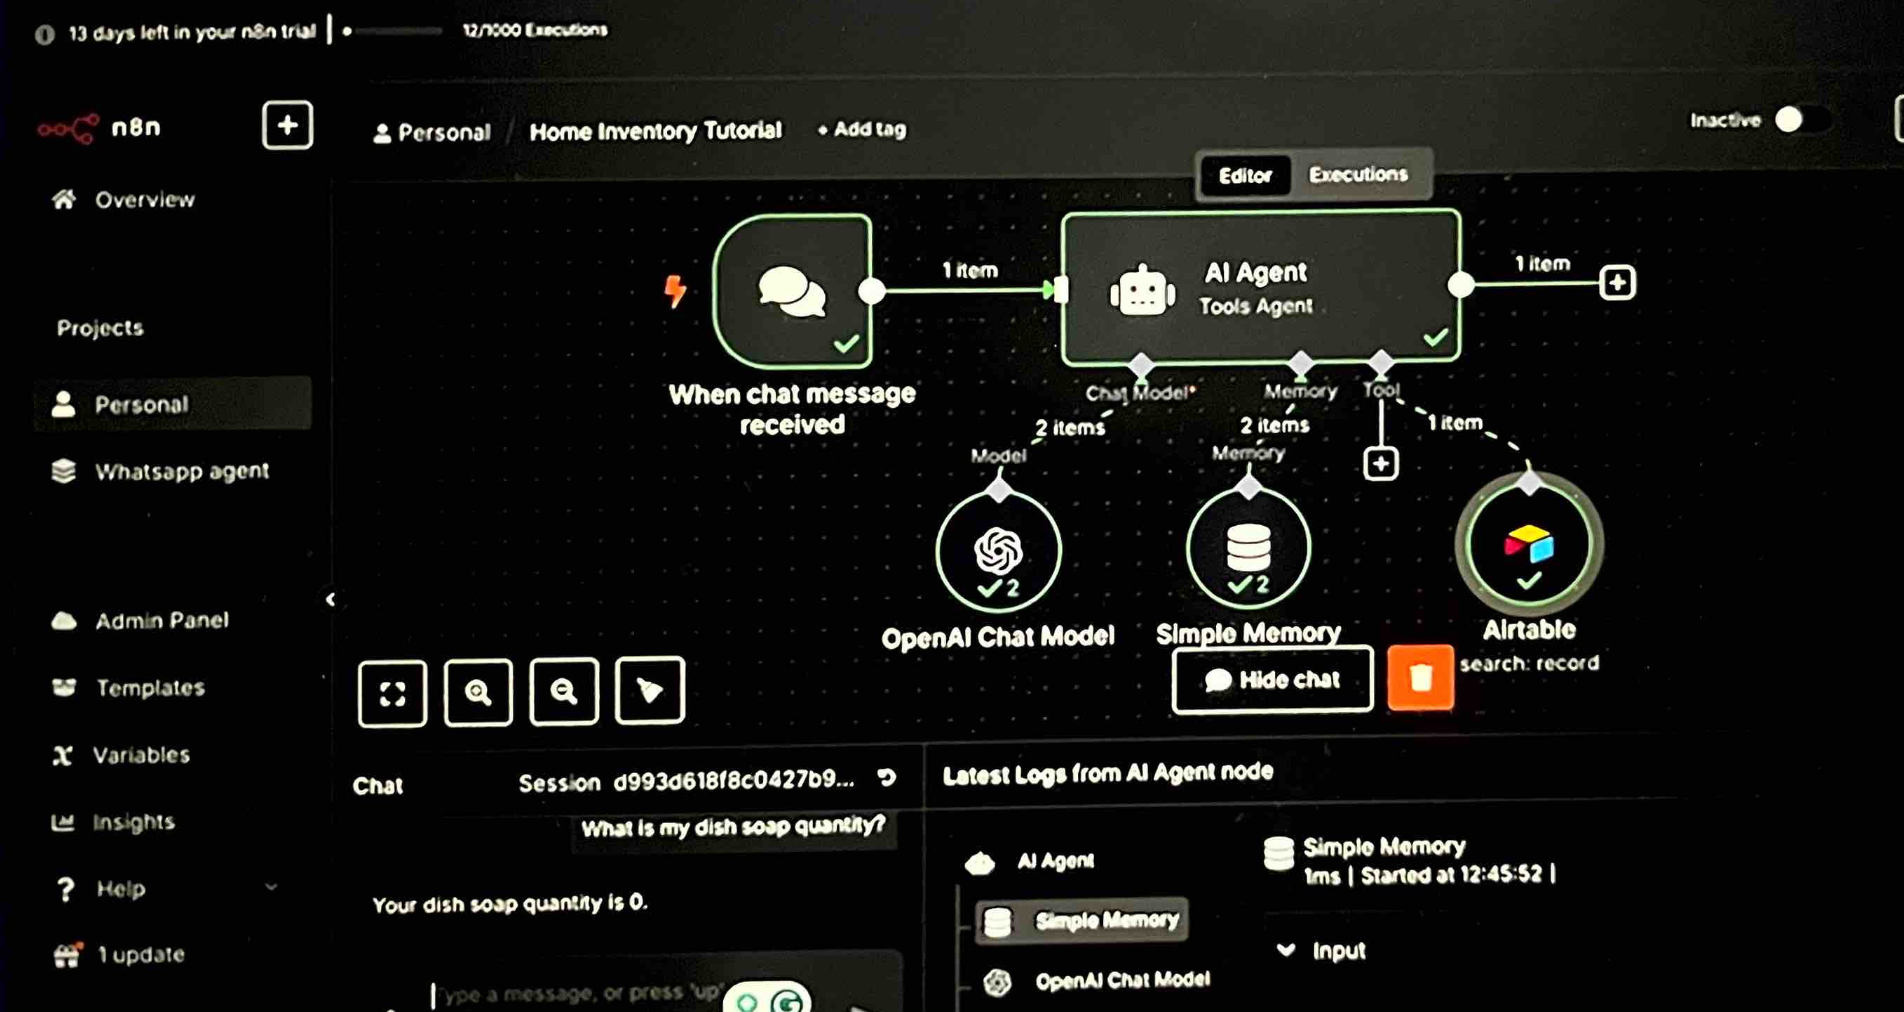 13 days left in your n8n trial
12/1000 Executions
n8n
Personal / Home Inventory Tutorial + Add tag
Inactive
Editor Executions
Overview
Projects
Personal
Whatsapp agent
Admin Panel
Templates
Variables
Insights
Help
1 update
1 item
AI Agent
Tools Agent
1 item
When chat message
received
Chat Model*
Memory
Tool
2 items
2 items
1 item
Model
Memory
2
2
OpenAI Chat Model
Simple Memory
Airtable
search: record
Hide chat
Chat
Session d993d618f8c0427b9...
What is my dish soap quantity?
Your dish soap quantity is 0.
Type a message, or press 'up'
Latest Logs from AI Agent node
AI Agent
Simple Memory
OpenAI Chat Model
Simple Memory
1ms | Started at 12:45:52 |
Input